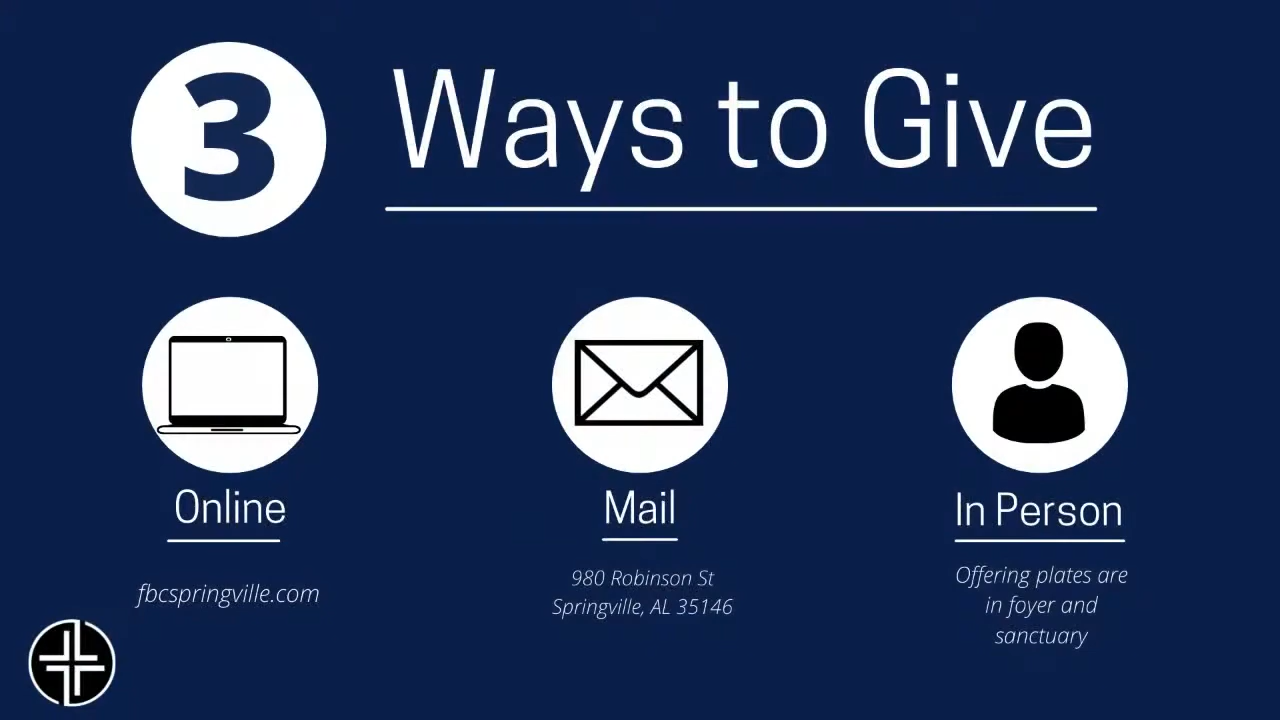 3 Ways to Give
Online
fbcspringville.com
Mail
980 Robinson St
Springville, AL 35146
In Person
Offering plates are
in foyer and
sanctuary